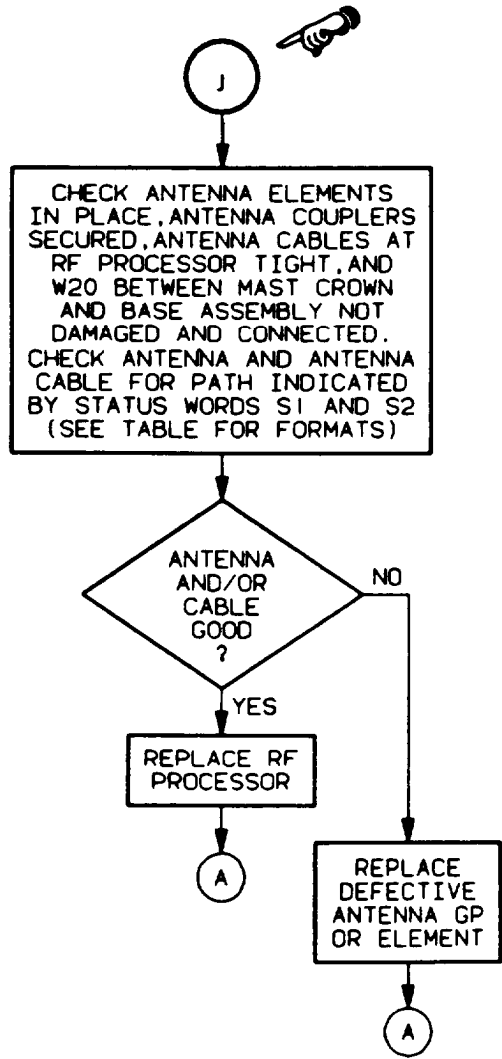 J
CHECK ANTENNA ELEMENTS
IN PLACE, ANTENNA COUPLERS
SECURED, ANTENNA CABLES AT
RF PROCESSOR TIGHT, AND
W20 BETWEEN MAST CROWN
AND BASE ASSEMBLY NOT
DAMAGED AND CONNECTED.
CHECK ANTENNA AND ANTENNA
CABLE FOR PATH INDICATED
BY STATUS WORDS S1 AND S2
(SEE TABLE FOR FORMATS)
ANTENNA
AND/OR
CABLE
GOOD
?
NO
YES
REPLACE RF
PROCESSOR
A
REPLACE
DEFECTIVE
ANTENNA GP
OR ELEMENT
A